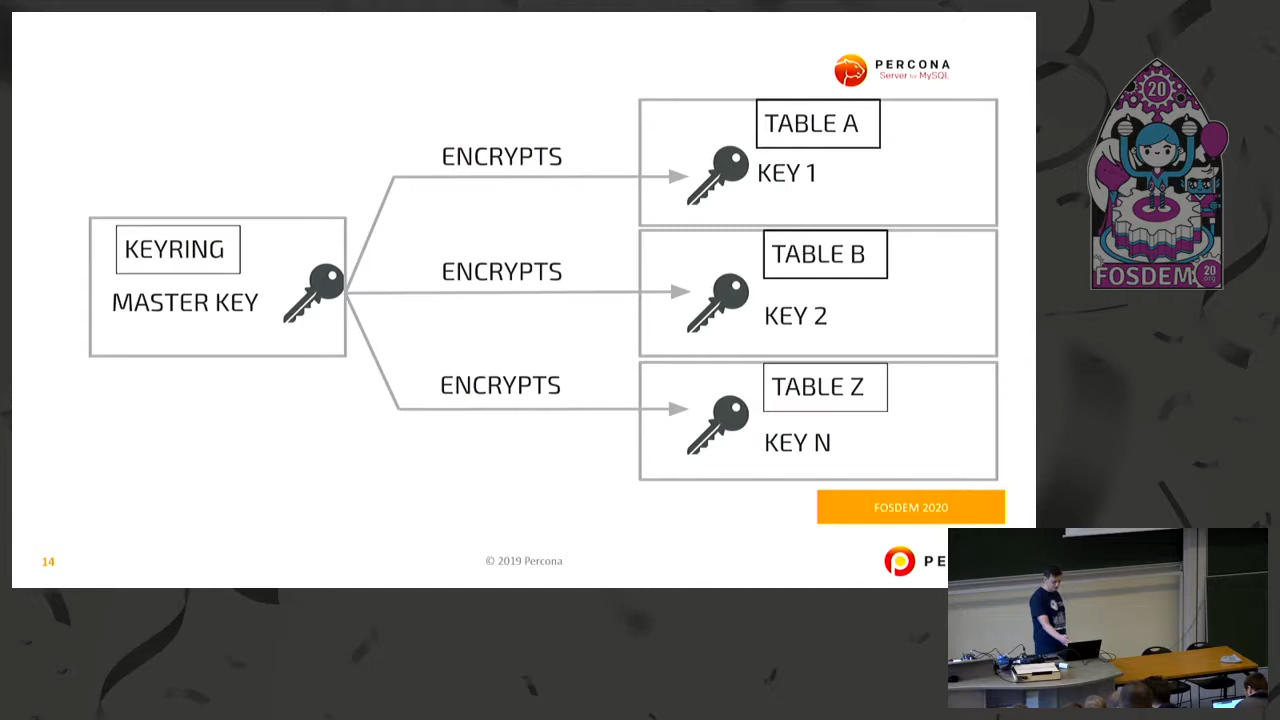 PERCONA
Server for MySQL
TABLE A
ENCRYPTS
KEY 1
KEYRING
TABLE B
ENCRYPTS
MASTER KEY
KEY 2
ENCRYPTS
TABLE Z
KEY N
FOSDEM 2020
14
© 2019 Percona
PE
20
FOSDEM
20
org